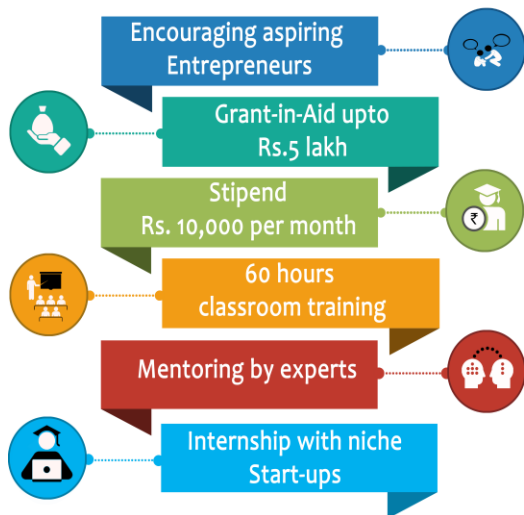 Encouraging aspiring
Entrepreneurs
Grant-in-Aid upto
Rs.5 lakh
Stipend
Rs. 10,000 per month
₹
60 hours
classroom training
Mentoring by experts
Internship with niche
Start-ups